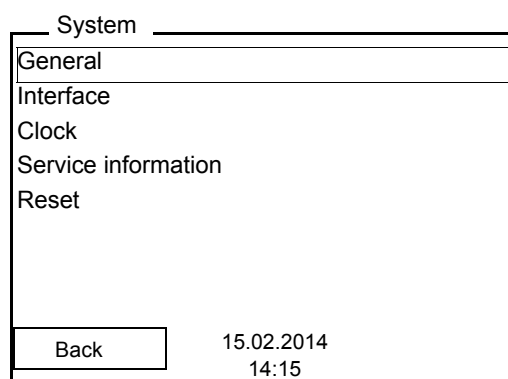 System
General
Interface
Clock
Service information
Reset
Back
15.02.2014
14:15